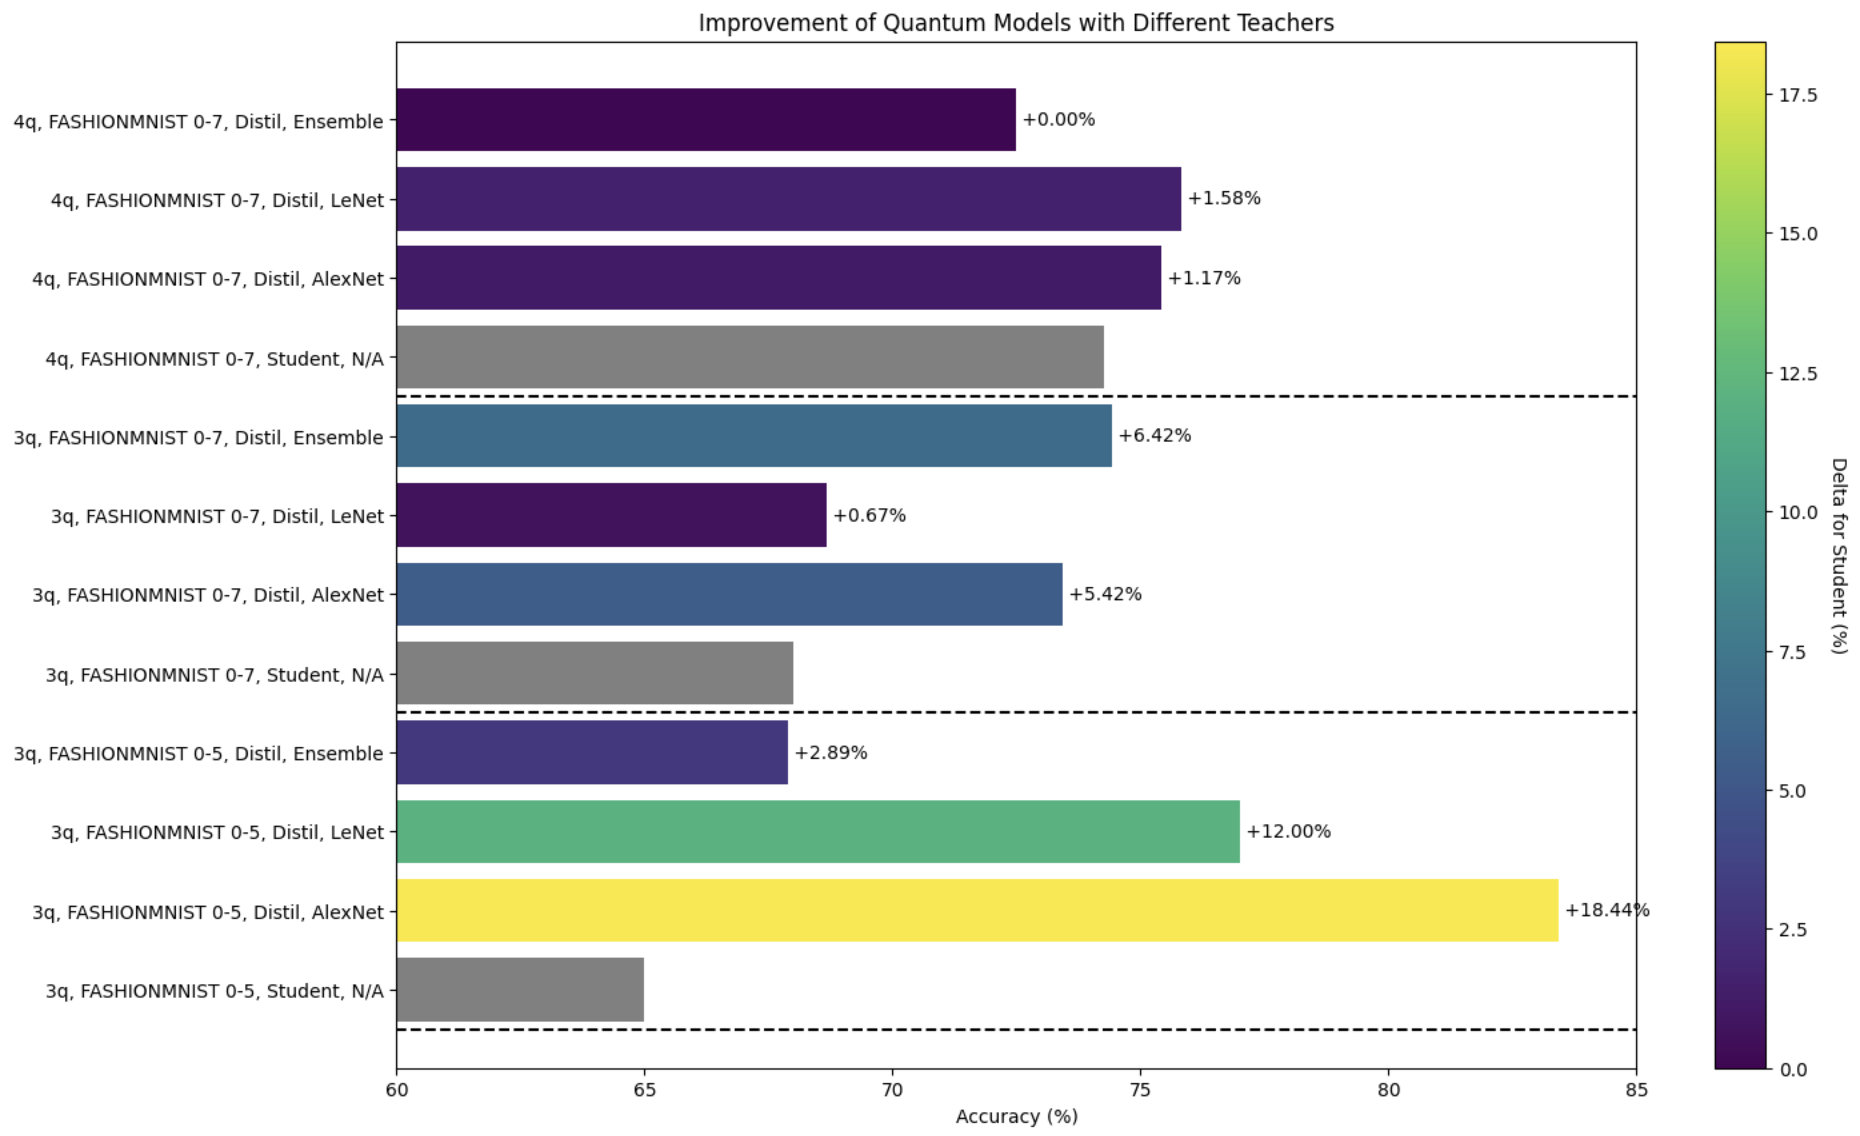 Improvement of Quantum Models with Different Teachers
4q, FASHIONMNIST 0-7, Distil, Ensemble
+0.00%
4q, FASHIONMNIST 0-7, Distil, LeNet
+1.58%
4q, FASHIONMNIST 0-7, Distil, AlexNet
+1.17%
4q, FASHIONMNIST 0-7, Student, N/A
3q, FASHIONMNIST 0-7, Distil, Ensemble
+6.42%
3q, FASHIONMNIST 0-7, Distil, LeNet
+0.67%
3q, FASHIONMNIST 0-7, Distil, AlexNet
+5.42%
3q, FASHIONMNIST 0-7, Student, N/A
3q, FASHIONMNIST 0-5, Distil, Ensemble
+2.89%
3q, FASHIONMNIST 0-5, Distil, LeNet
+12.00%
3q, FASHIONMNIST 0-5, Distil, AlexNet
+18.44%
3q, FASHIONMNIST 0-5, Student, N/A
60
65
70
75
80
85
Accuracy (%)
17.5
15.0
12.5
10.0
7.5
5.0
2.5
0.0
Delta for Student (%)